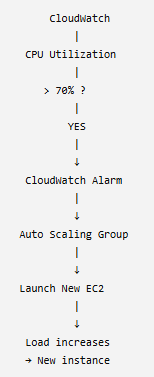 CloudWatch
|
CPU Utilization
|
> 70% ?
|
YES
|
↓
CloudWatch Alarm
|
↓
Auto Scaling Group
|
↓
Launch New EC2
|
↓
Load increases
→ New instance